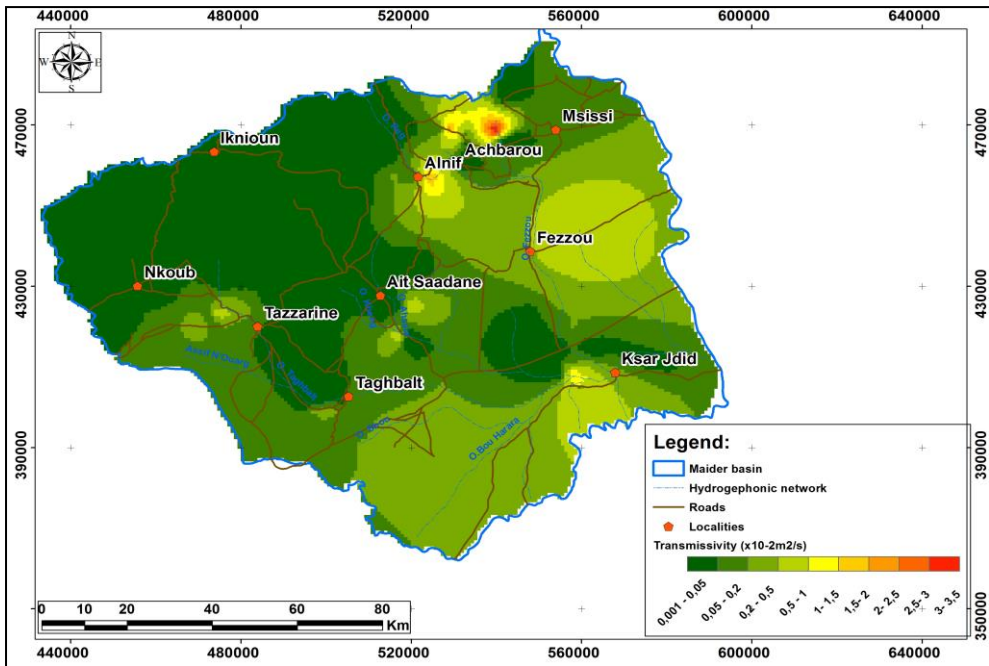 440000 480000 520000 560000 600000 640000
N
W E
S
470000 470000
Msissi
Iknioun
Achbarou
Alnif
O. Fezzou
Fezzou
430000 430000
Nkoub
Ait Saadane
Tazzarine
Ksar Jdid
Taghbalt
O. Taghbalt
O.Bou Harara
390000 390000
Legend:
Maider basin
Hydrogephonic network
Roads
Localities
Transmissivity (x10-2m2/s)
0,001 - 0,05 0,05 - 0,2 0,2 - 0,5 0,5 - 1 1- 1,5 1,5- 2 2- 2,5 2,5- 3 3- 3,5
350000
0 10 20 40 60 80
Km
440000 480000 520000 560000 600000 640000